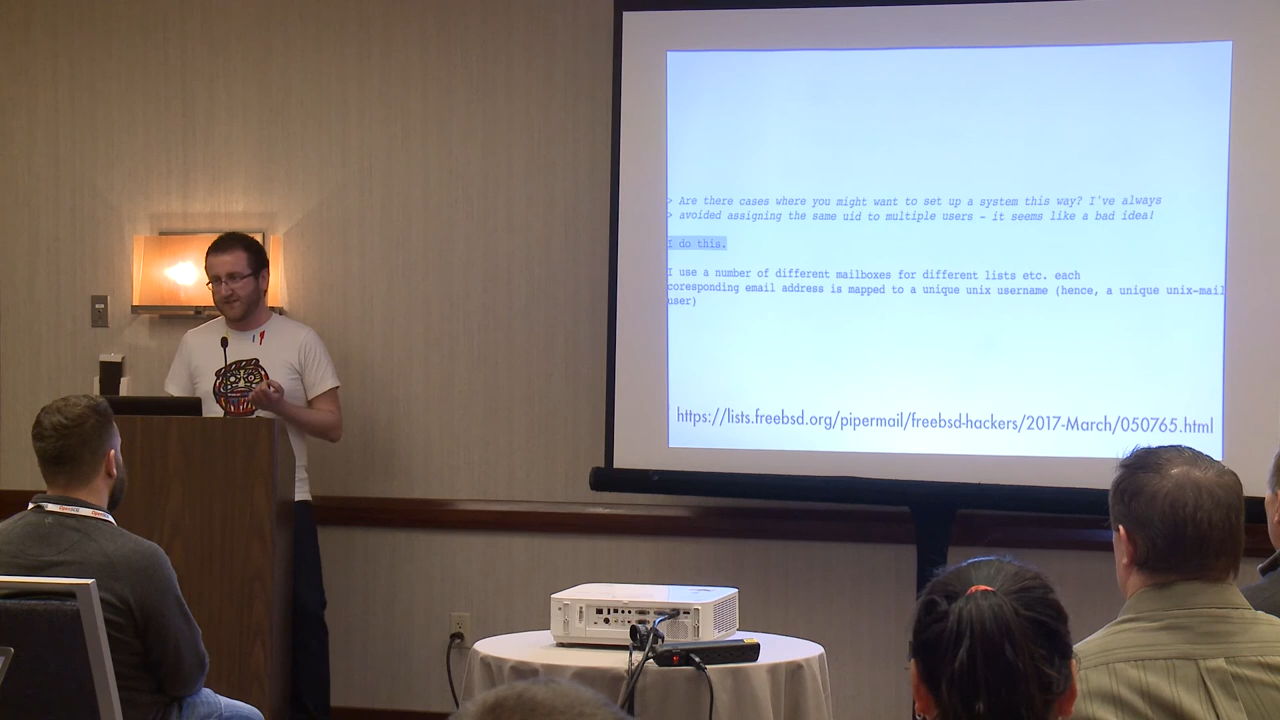 > Are there cases where you might want to set up a system this way? I've always
> avoided assigning the same uid to multiple users - it seems like a bad idea!
I do this.
I use a number of different mailboxes for different lists etc. each
coresponding email address is mapped to a unique unix username (hence, a unique unix-mail
user)
https://lists.freebsd.org/pipermail/freebsd-hackers/2017-March/050765.html